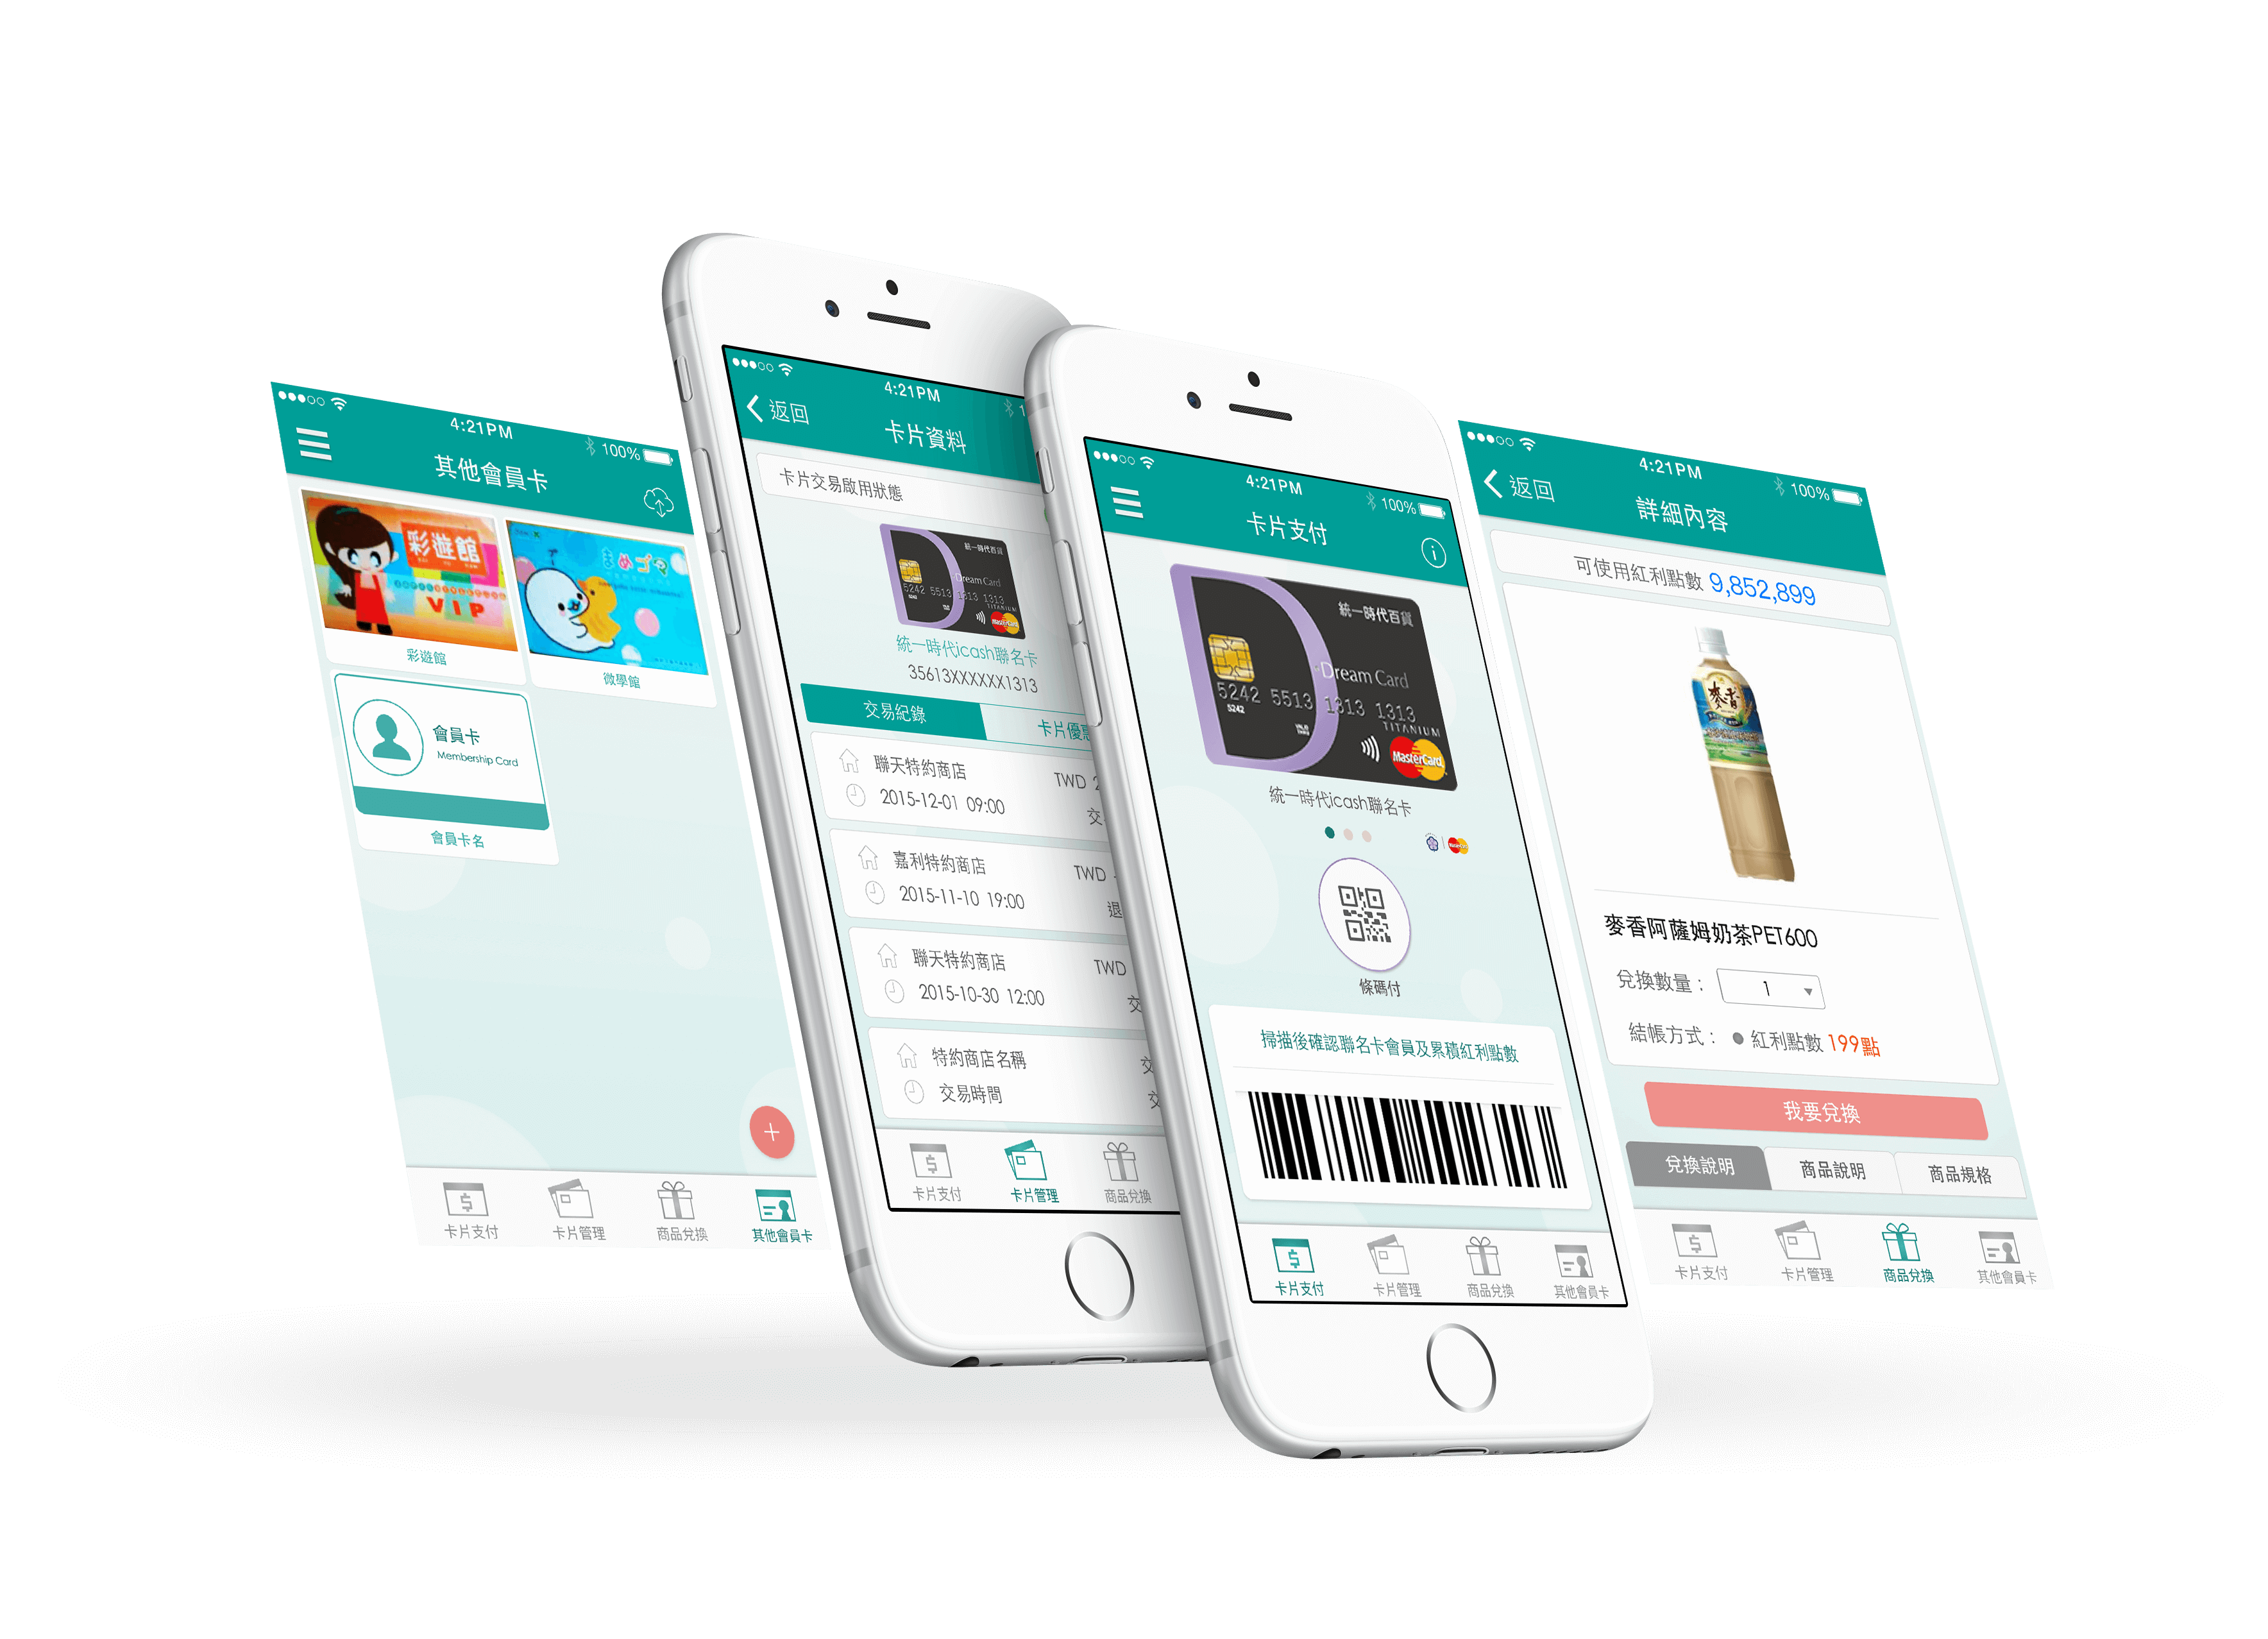 4:21PM
100%
其他會員卡
彩遊館
VIP
彩遊館
まめゴマ
微學館
會員卡
Membership Card
會員卡名
卡片支付
卡片管理
商品兌換
其他會員卡
4:21PM
1
返回
卡片資料
卡片交易啟用狀態
統一時代百貨
Dream Card
5242 5513 1313 1313
5242
TITANIUM
MasterCard
統一時代icash聯名卡
35613XXXXXX1313
交易紀錄
卡片優惠
聯天特約商店
TWD 2
2015-12-01 09:00
交
嘉利特約商店
TWD -
2015-11-10 19:00
退
聯天特約商店
TWD
2015-10-30 12:00
交
特約商店名稱
交
交易時間
交
卡片支付
卡片管理
商品兌換
4:21PM
100%
卡片支付
統一時代百貨
Dream Card
5242 5513 1313 1313
5242
TITANIUM
MasterCard
統一時代icash聯名卡
條碼付
掃描後確認聯名卡會員及累積紅利點數
卡片支付
卡片管理
商品兌換
其他會員卡
4:21PM
100%
返回
詳細內容
可使用紅利點數 9,852,899
麥香
麥香阿薩姆奶茶PET600
兌換數量： 1
結帳方式： 紅利點數 199點
我要兌換
兌換說明
商品說明
商品規格
卡片支付
卡片管理
商品兌換
其他會員卡